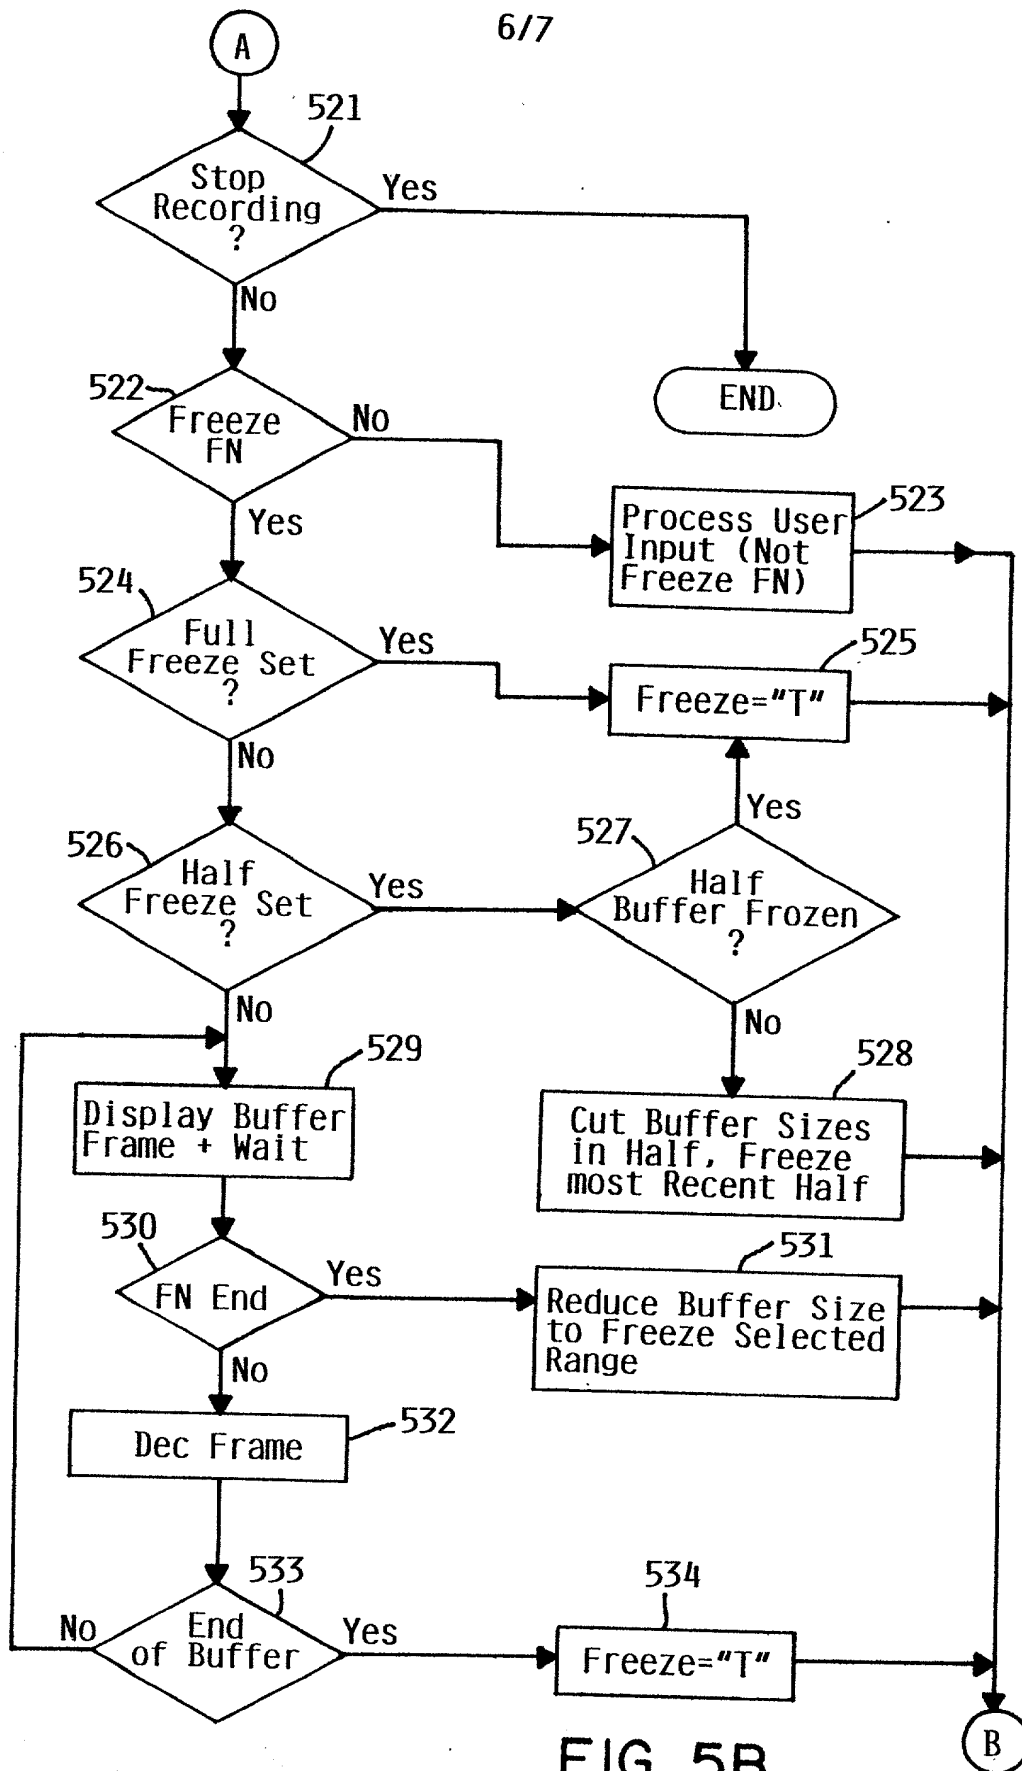 6/7
A
521
Stop
Recording
?
Yes
No
END
522
Freeze
FN
No
Yes
523
Process User
Input (Not
Freeze FN)
524
Full
Freeze Set
?
Yes
No
525
Freeze="T"
526
Half
Freeze Set
?
Yes
No
527
Half
Buffer Frozen
?
Yes
No
528
Cut Buffer Sizes
in Half, Freeze
most Recent Half
529
Display Buffer
Frame + Wait
530
FN End
Yes
No
531
Reduce Buffer Size
to Freeze Selected
Range
532
Dec Frame
533
End
of Buffer
No
Yes
534
Freeze="T"
B
FIG. 5B